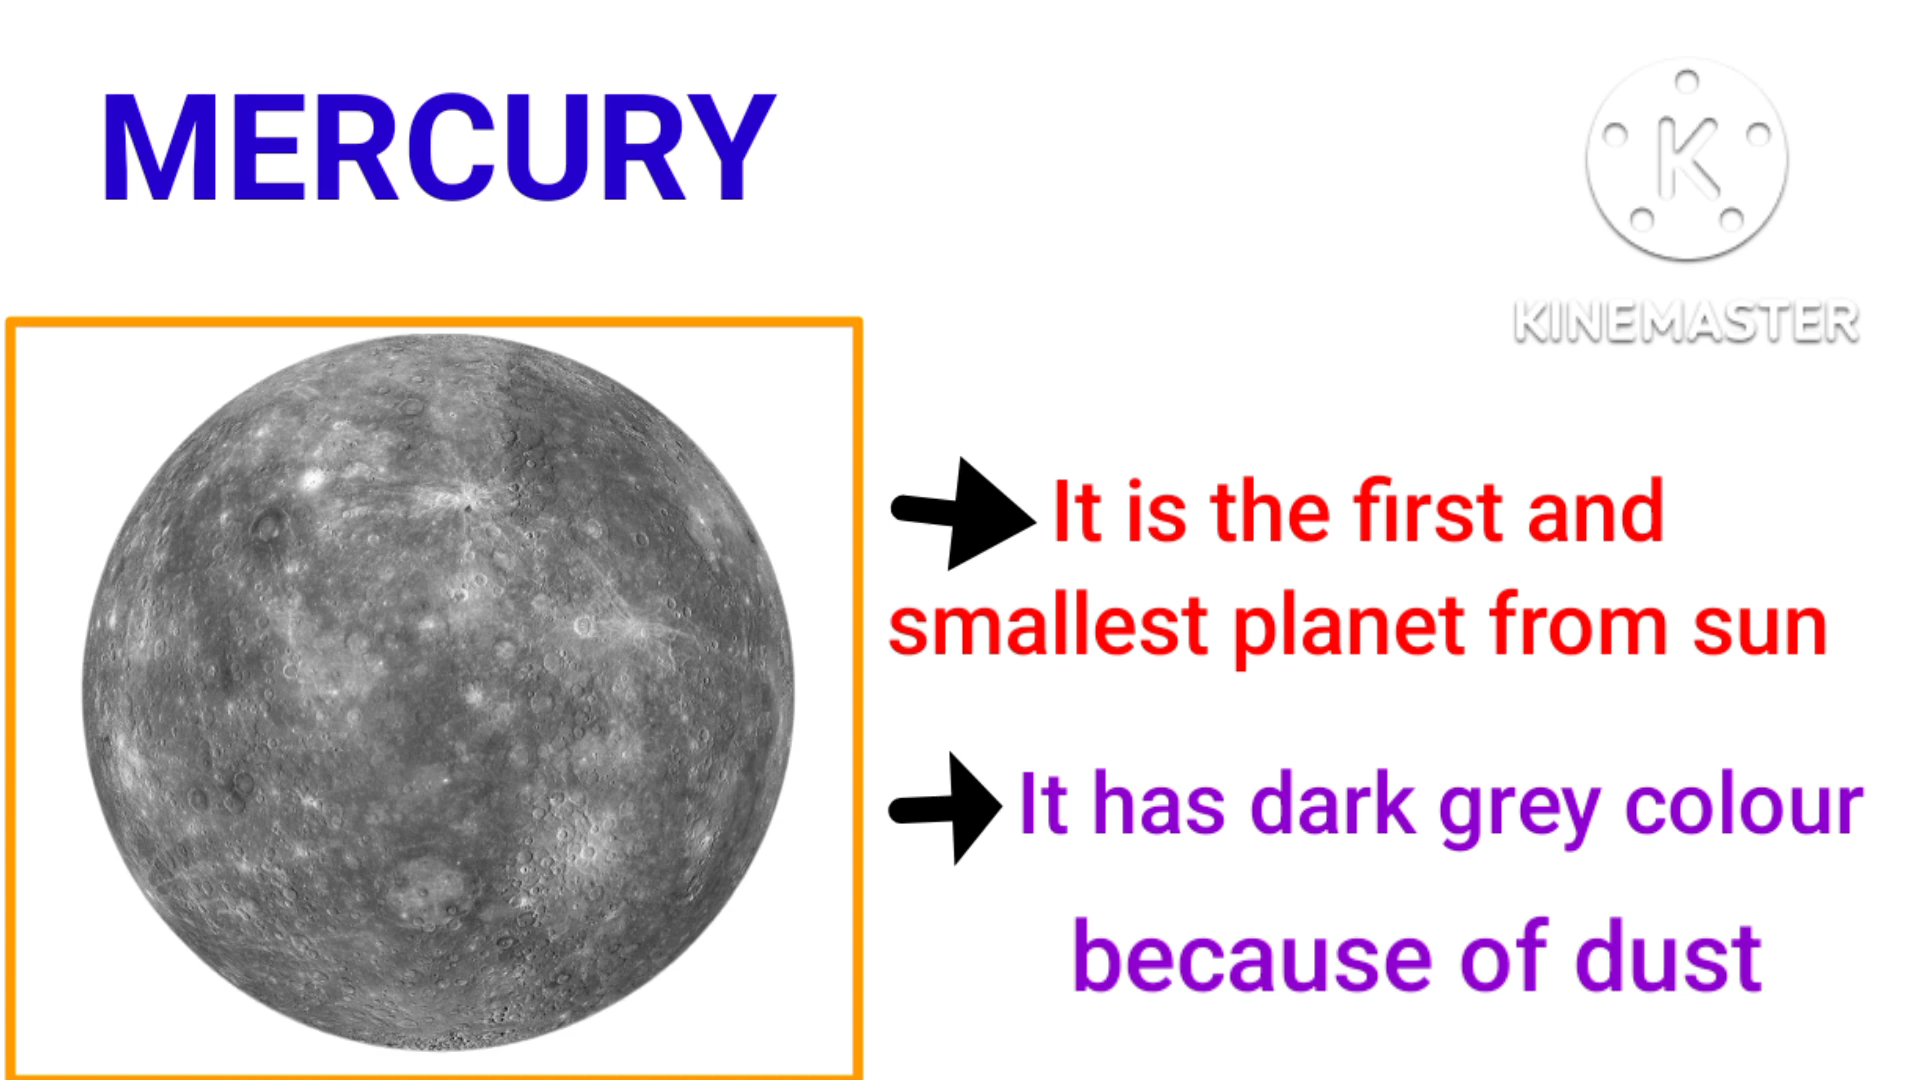 MERCURY
K
KINEMASTER
It is the first and
smallest planet from sun
It has dark grey colour
because of dust